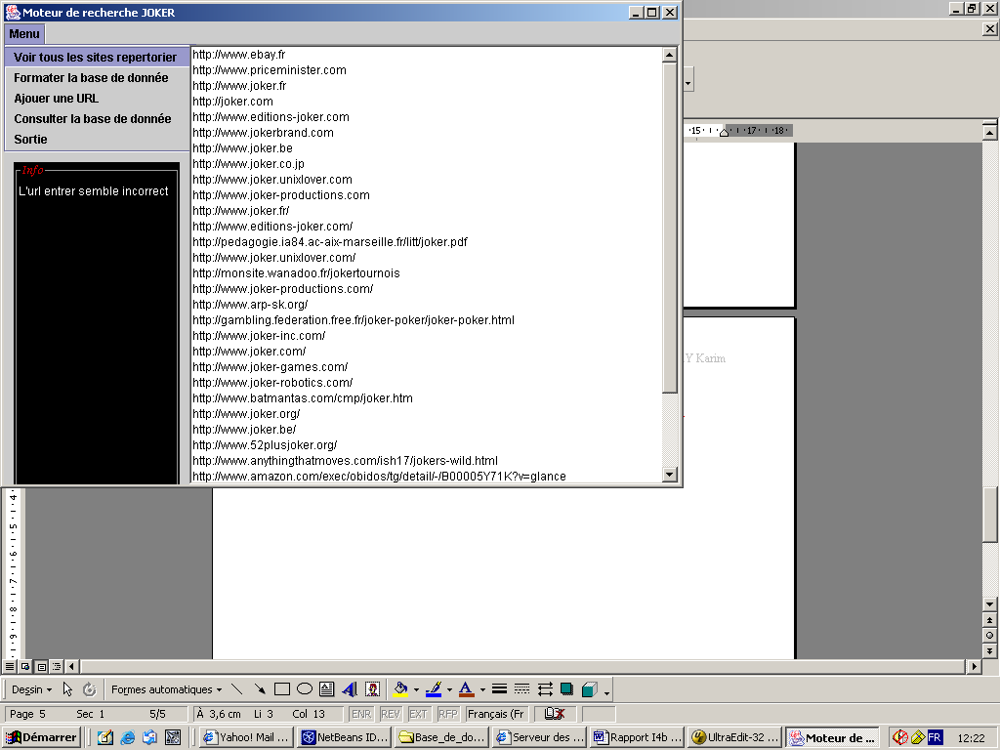 Moteur de recherche JOKER
Menu
Voir tous les sites repertorier
Formater la base de donnée
Ajouer une URL
Consulter la base de donnée
Sortie
Info
L'url entrer semble incorrect
http://www.ebay.fr
http://www.priceminister.com
http://www.joker.fr
http://joker.com
http://www.editions-joker.com
http://www.jokerbrand.com
http://www.joker.be
http://www.joker.co.jp
http://www.joker.unixlover.com
http://www.joker-productions.com
http://www.joker.fr/
http://www.editions-joker.com/
http://pedagogie.ia84.ac-aix-marseille.fr/litt/joker.pdf
http://www.joker.unixlover.com/
http://monsite.wanadoo.fr/jokertournois
http://www.joker-productions.com/
http://www.arp-sk.org/
http://gambling.federation.free.fr/joker-poker/joker-poker.html
http://www.joker-inc.com/
http://www.joker.com/
http://www.joker-games.com/
http://www.joker-robotics.com/
http://www.batmantas.com/cmp/joker.htm
http://www.joker.org/
http://www.joker.be/
http://www.52plusjoker.org/
http://www.anythingthatmoves.com/ish17/jokers-wild.html
http://www.amazon.com/exec/obidos/tg/detail/-/B00005Y71K?v=glance
·15· ı · ı ·17· ı ·18·
Y Karim
4
5
6
7
8
9
Dessin
Formes automatiques
Page 5 Sec 1 5/5 À 3,6 cm Li 3 Col 13 ENR REV EXT RFP Français (Fr
Démarrer
Yahoo! Mail ...
NetBeans ID...
Base_de_do...
Serveur des ...
Rapport I4b ...
UltraEdit-32 ...
Moteur de ...
FR
12:22